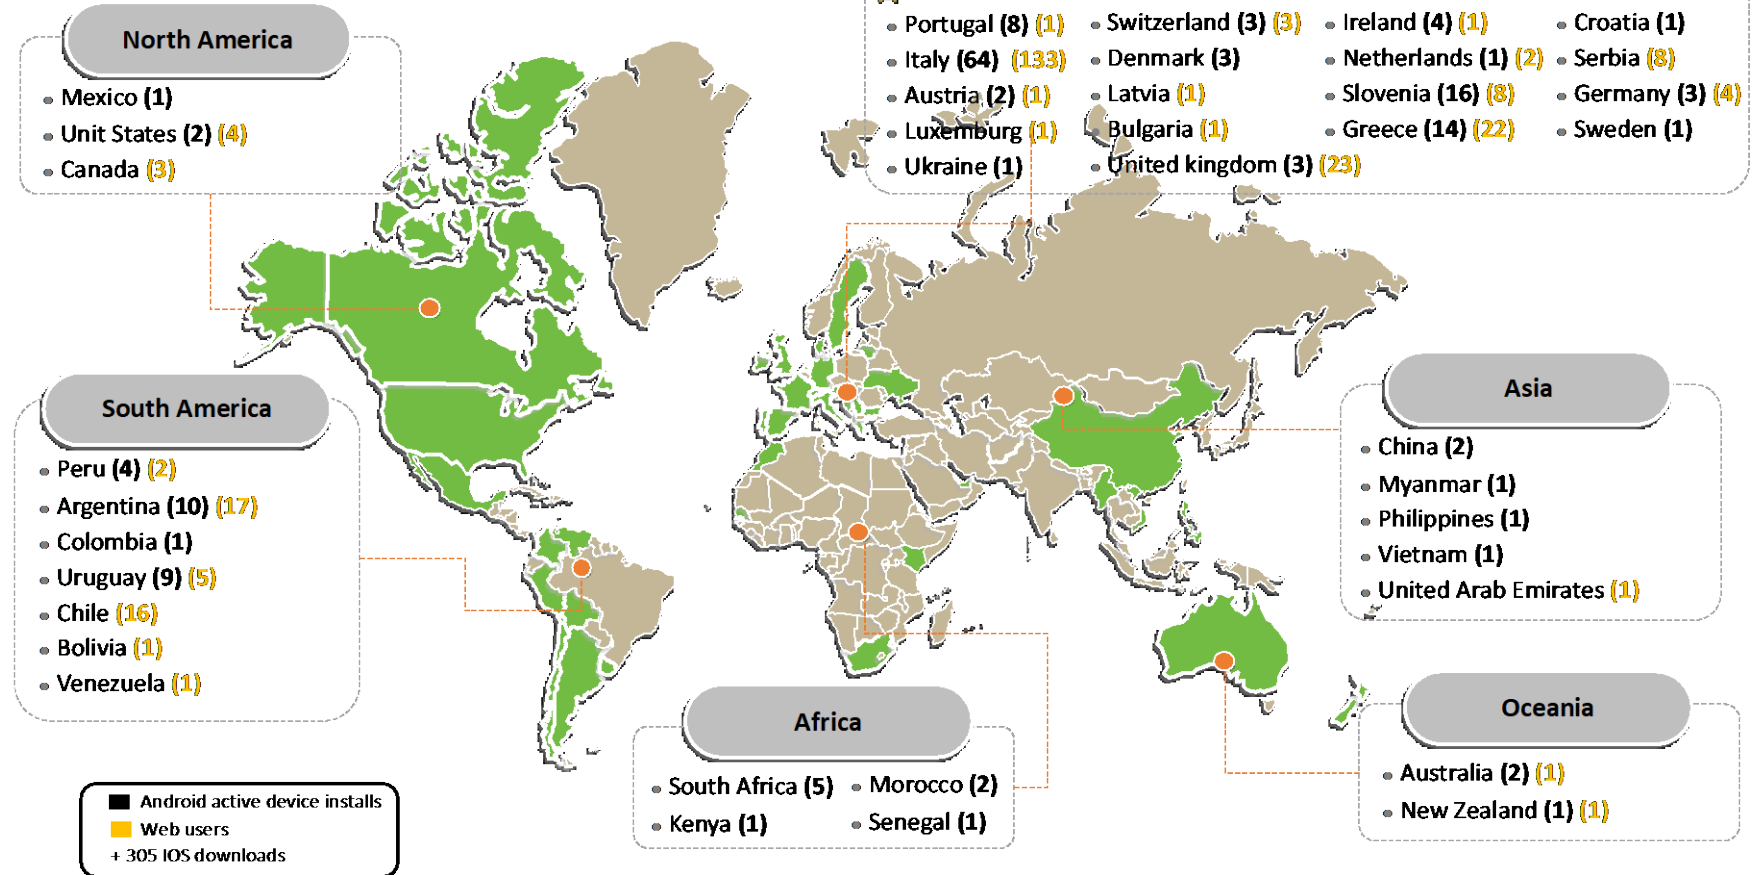 North America
Mexico (1)
Unit States (2) (4)
Canada (3)
Portugal (8) (1)
Italy (64) (133)
Austria (2) (1)
Luxemburg (1)
Ukraine (1)
Switzerland (3) (3)
Denmark (3)
Latvia (1)
Bulgaria (1)
United kingdom (3) (23)
Ireland (4) (1)
Netherlands (1) (2)
Slovenia (16) (8)
Greece (14) (22)
Croatia (1)
Serbia (8)
Germany (3) (4)
Sweden (1)
South America
Peru (4) (2)
Argentina (10) (17)
Colombia (1)
Uruguay (9) (5)
Chile (16)
Bolivia (1)
Venezuela (1)
Asia
China (2)
Myanmar (1)
Philippines (1)
Vietnam (1)
United Arab Emirates (1)
Africa
South Africa (5)
Kenya (1)
Morocco (2)
Senegal (1)
Oceania
Australia (2) (1)
New Zealand (1) (1)
Android active device installs
Web users
+ 305 IOS downloads